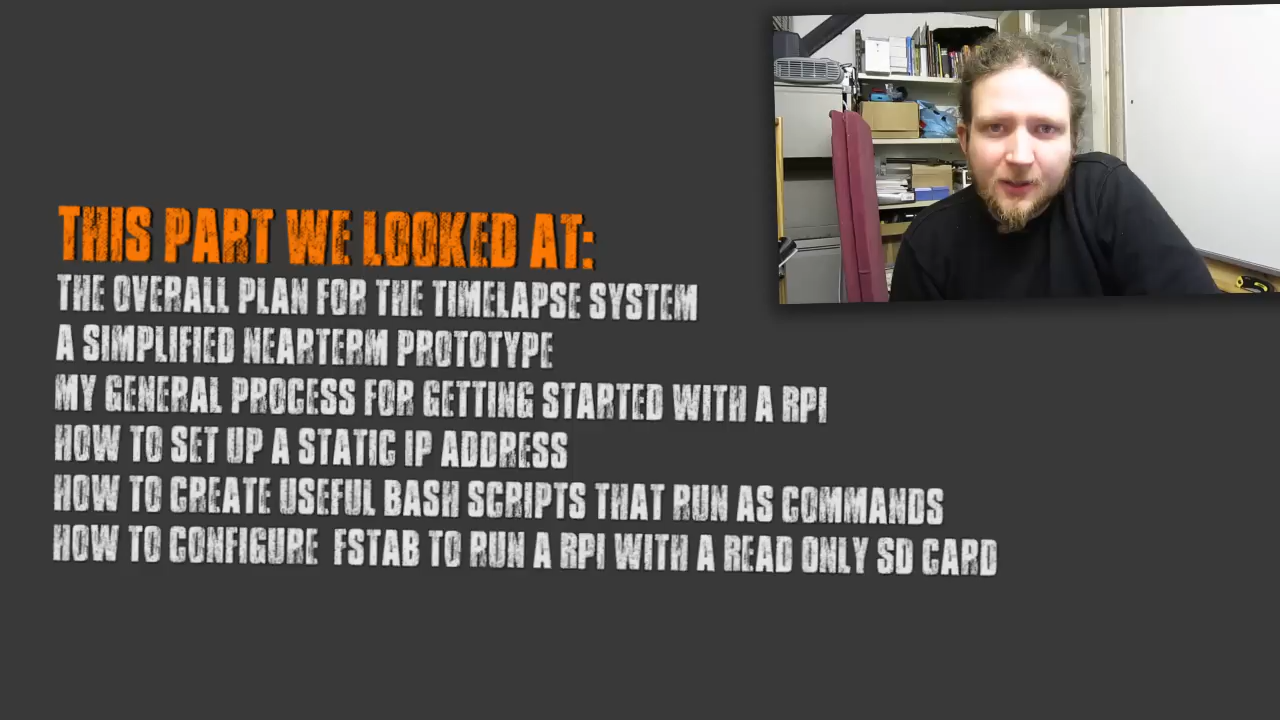 THIS PART WE LOOKED AT:
THE OVERALL PLAN FOR THE TIMELAPSE SYSTEM
A SIMPLIFIED NEARTERM PROTOTYPE
MY GENERAL PROCESS FOR GETTING STARTED WITH A RPI
HOW TO SET UP A STATIC IP ADDRESS
HOW TO CREATE USEFUL BASH SCRIPTS THAT RUN AS COMMANDS
HOW TO CONFIGURE FSTAB TO RUN A RPI WITH A READ ONLY SD CARD